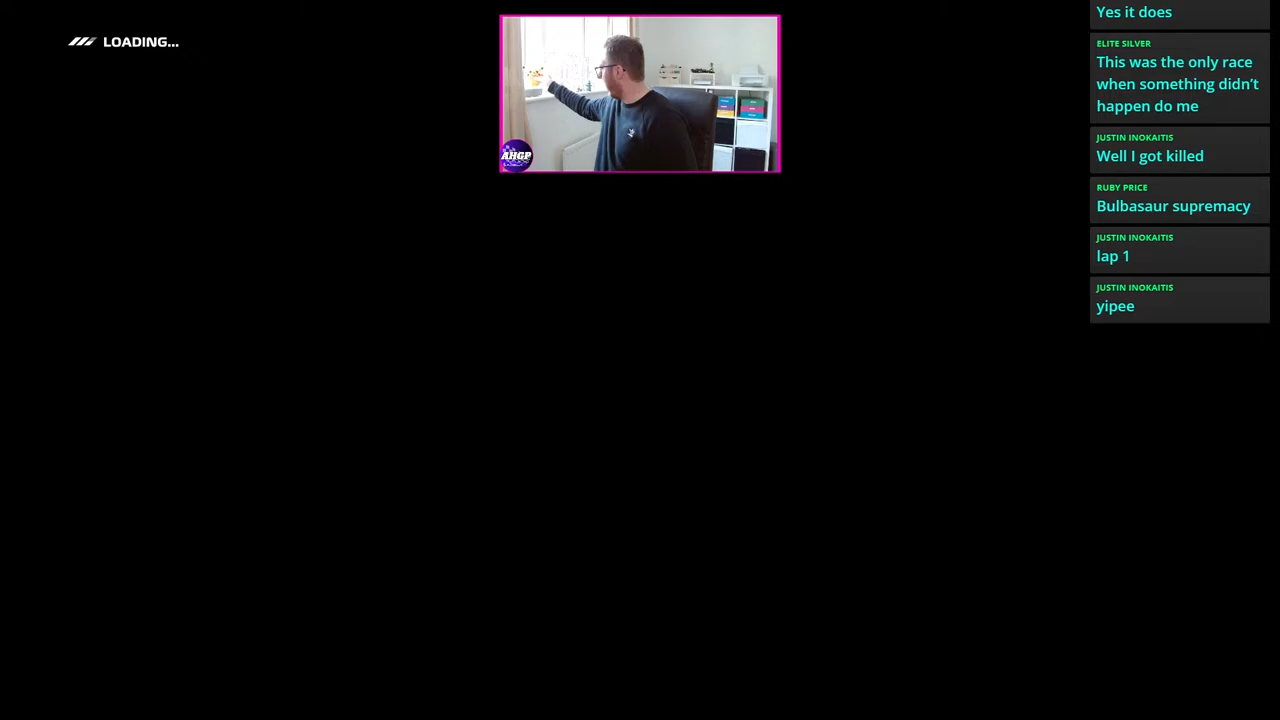 LOADING...
AHGP
Yes it does
ELITE SILVER
This was the only race
when something didn't
happen do me
JUSTIN INOKAITIS
Well I got killed
RUBY PRICE
Bulbasaur supremacy
JUSTIN INOKAITIS
lap 1
JUSTIN INOKAITIS
yipee